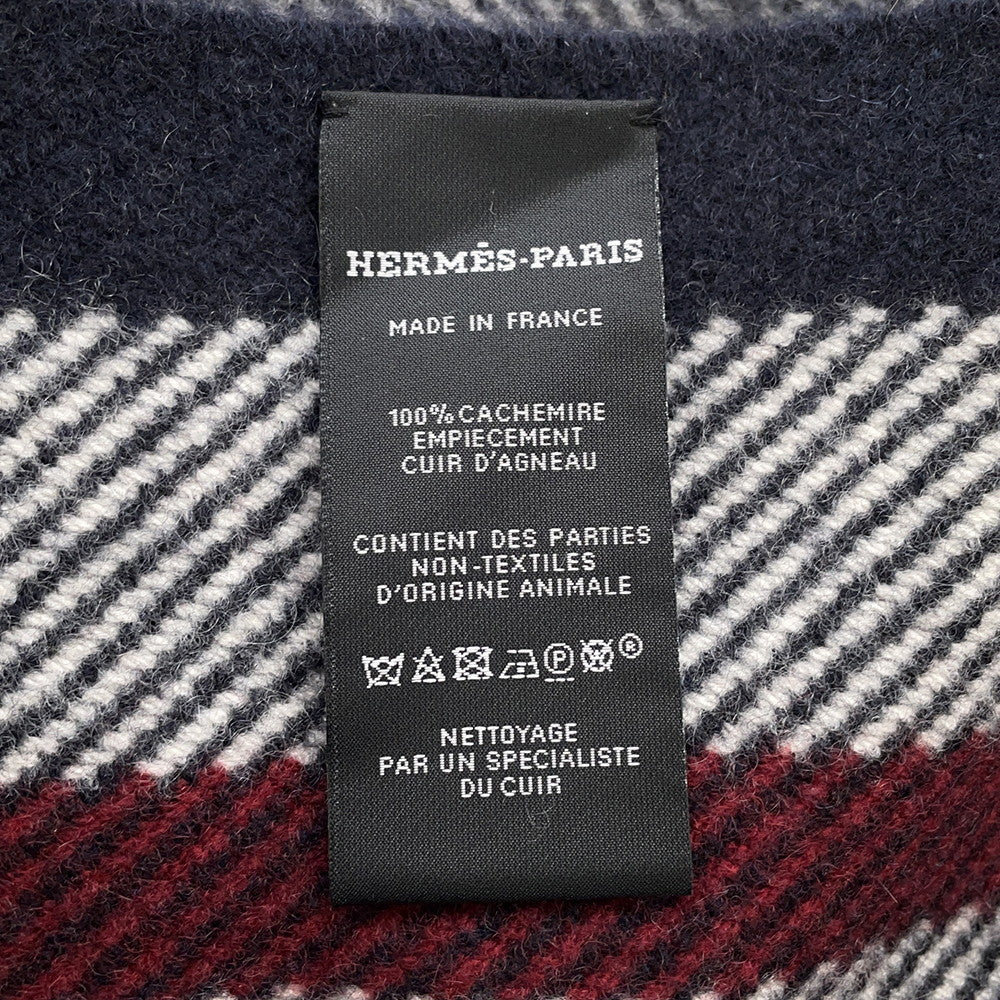 HERMÈS-PARIS
MADE IN FRANCE
100%CACHEMIRE
EMPIECEMENT
CUIR D'AGNEAU
CONTIENT DES PARTIES
NON-TEXTILES
D'ORIGINE ANIMALE
P ®
NETTOYAGE
PAR UN SPECIALISTE
DU CUIR